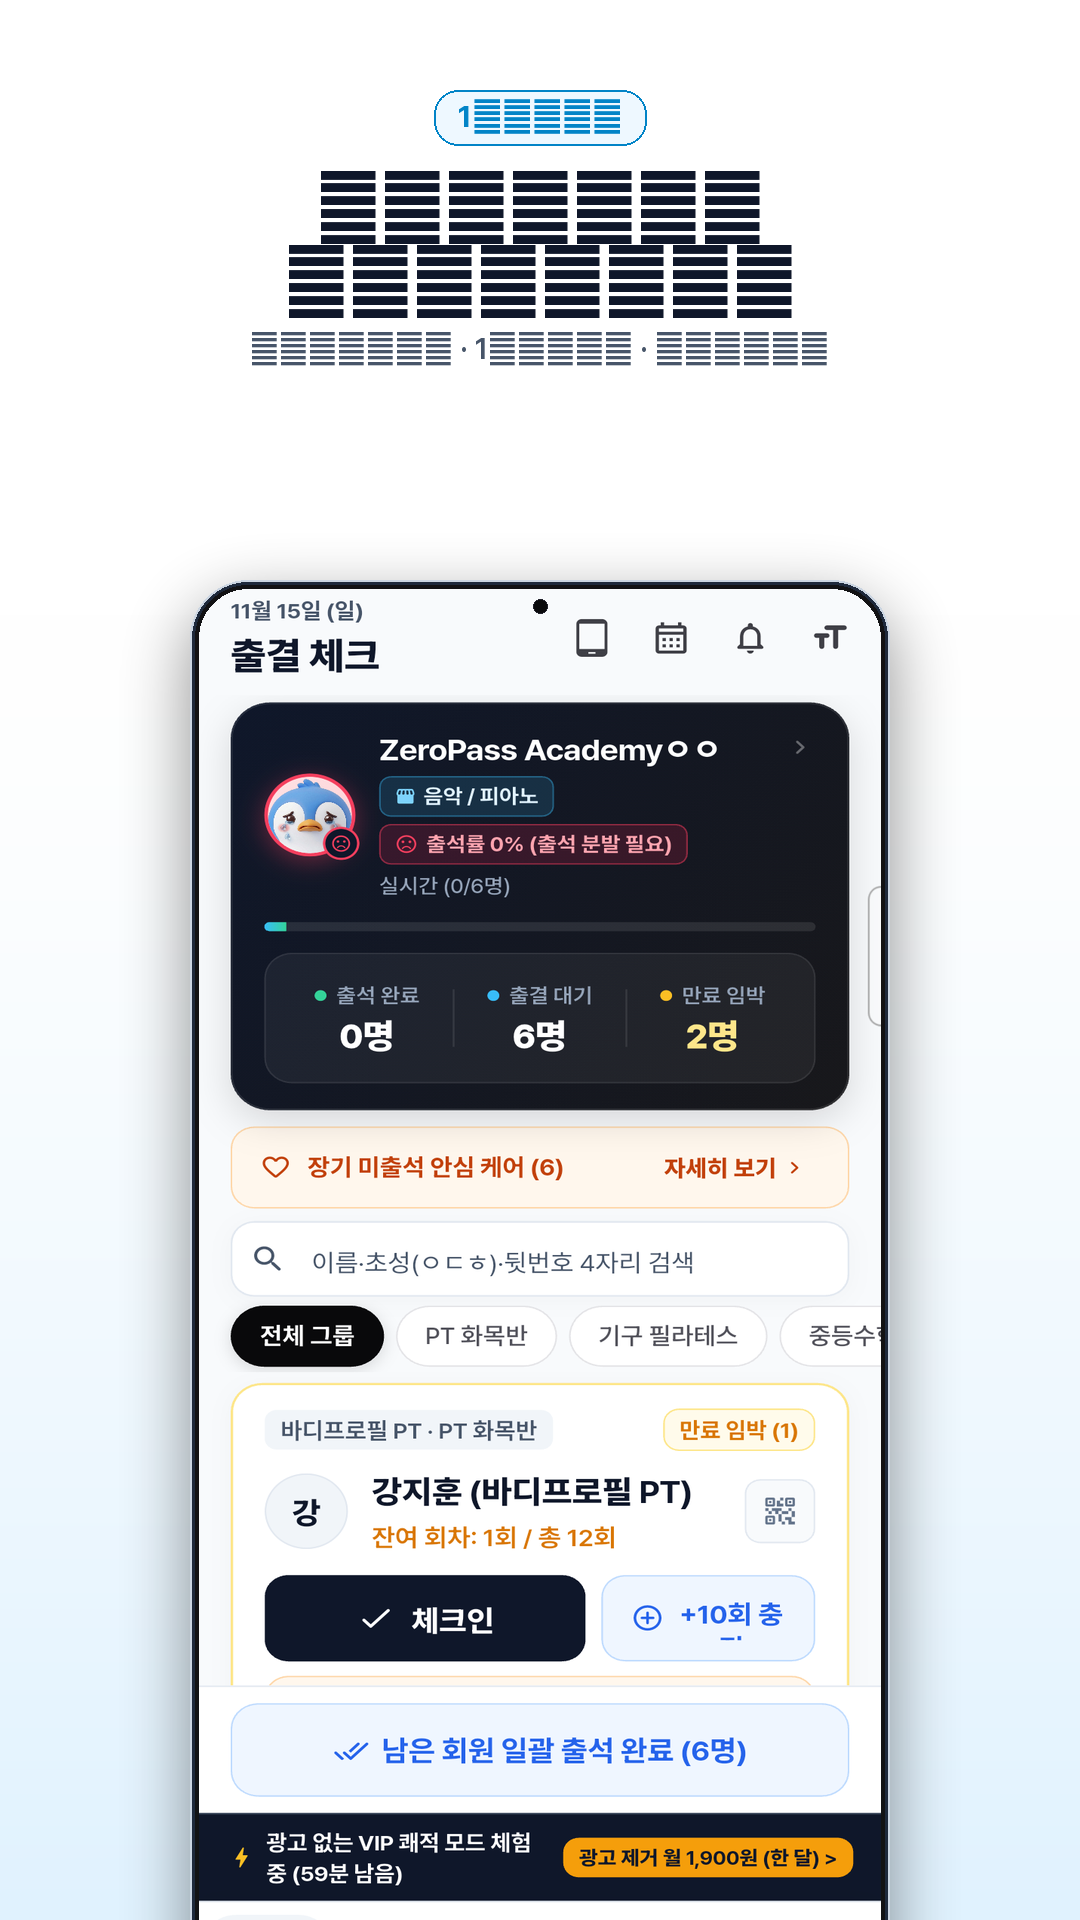 1
· 1 ·
11월 15일 (일)
출결 체크
ZeroPass Academyㅇㅇ
음악 / 피아노
출석률 0% (출석 분발 필요)
실시간 (0/6명)
출석 완료
0명
출결 대기
6명
만료 임박
2명
장기 미출석 안심 케어 (6)
자세히 보기
이름·초성(ㅇㄷㅎ)·뒷번호 4자리 검색
전체 그룹
PT 화목반
기구 필라테스
중등수
바디프로필 PT · PT 화목반
만료 임박 (1)
강
강지훈 (바디프로필 PT)
잔여 회차: 1회 / 총 12회
체크인
+10회 충
남은 회원 일괄 출석 완료 (6명)
광고 없는 VIP 쾌적 모드 체험
중 (59분 남음)
광고 제거 월 1,900원 (한 달) >